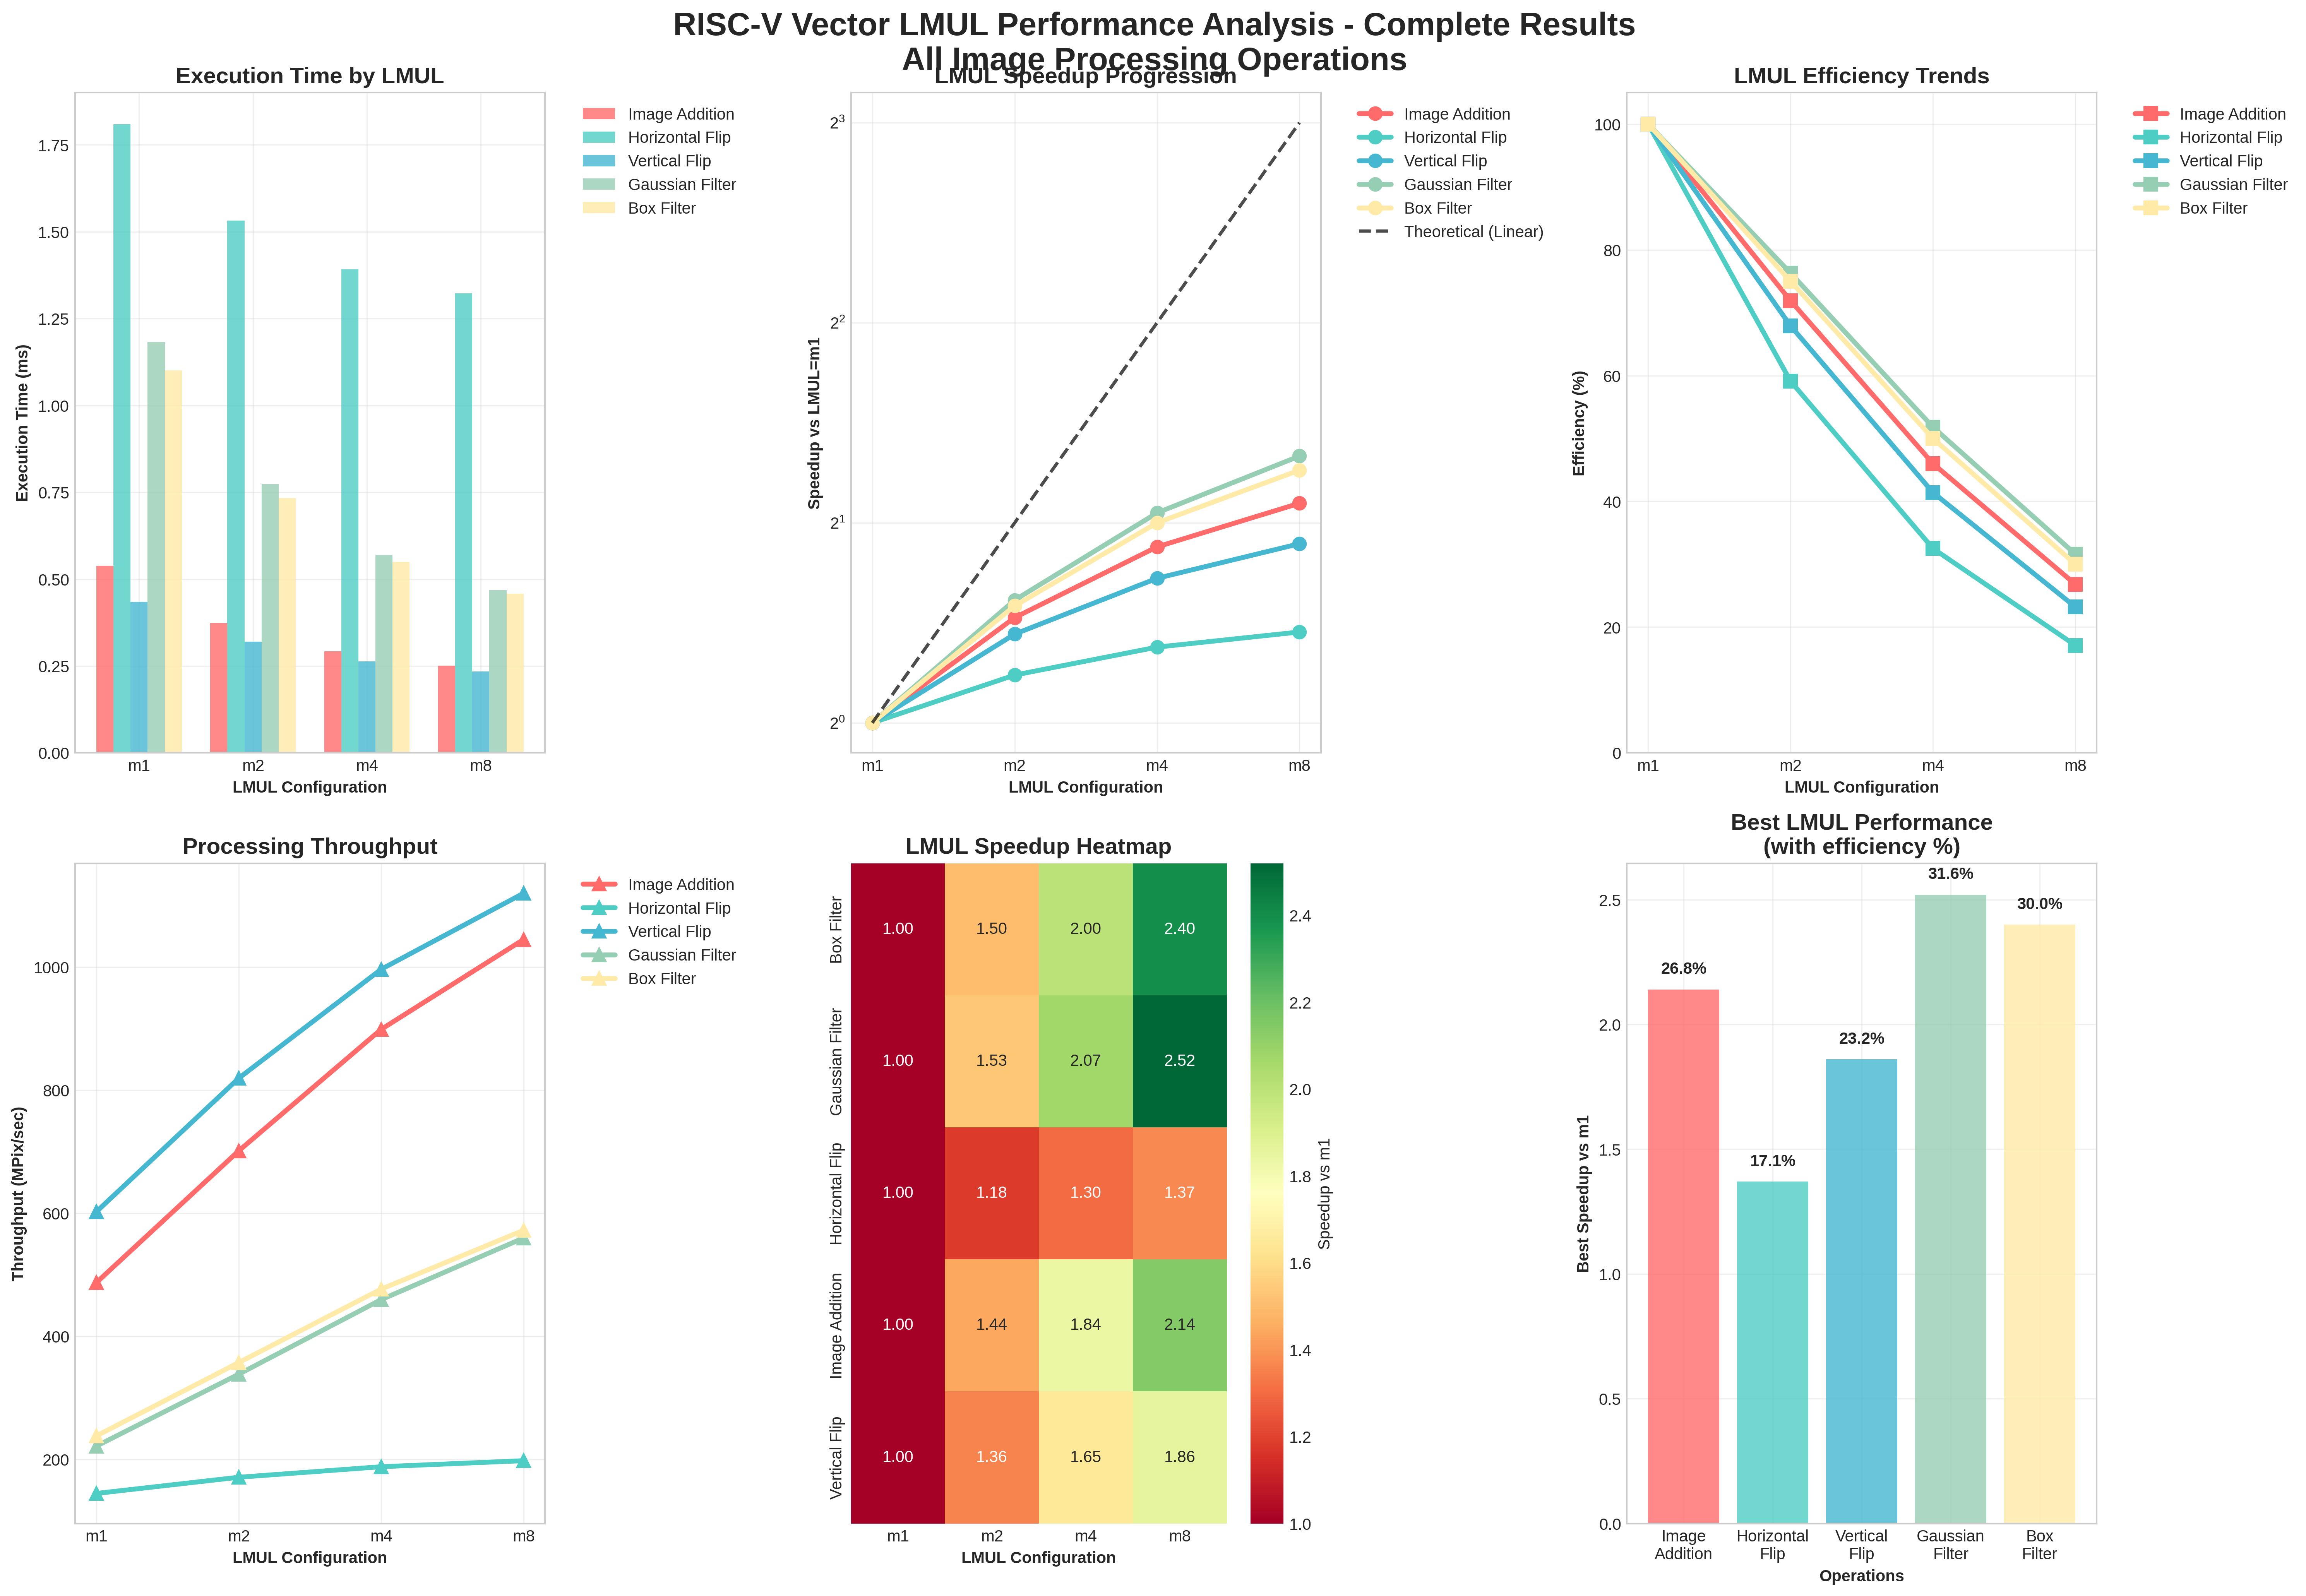 RISC-V Vector LMUL Performance Analysis - Complete Results
All Image Processing Operations
Execution Time by LMUL
Execution Time (ms)
1.75
1.50
1.25
1.00
0.75
0.50
0.25
0.00
m1
m2
m4
m8
LMUL Configuration
Image Addition
Horizontal Flip
Vertical Flip
Gaussian Filter
Box Filter
LMUL Speedup Progression
Speedup vs LMUL=m1
2³
2²
2¹
2⁰
m1
m2
m4
m8
LMUL Configuration
Image Addition
Horizontal Flip
Vertical Flip
Gaussian Filter
Box Filter
Theoretical (Linear)
LMUL Efficiency Trends
Efficiency (%)
100
80
60
40
20
0
m1
m2
m4
m8
LMUL Configuration
Image Addition
Horizontal Flip
Vertical Flip
Gaussian Filter
Box Filter
Processing Throughput
Throughput (MPix/sec)
1000
800
600
400
200
m1
m2
m4
m8
LMUL Configuration
Image Addition
Horizontal Flip
Vertical Flip
Gaussian Filter
Box Filter
LMUL Speedup Heatmap
Box Filter
1.00 1.50 2.00 2.40
Gaussian Filter
1.00 1.53 2.07 2.52
Horizontal Flip
1.00 1.18 1.30 1.37
Image Addition
1.00 1.44 1.84 2.14
Vertical Flip
1.00 1.36 1.65 1.86
m1
m2
m4
m8
LMUL Configuration
2.4
2.2
2.0
1.8
1.6
1.4
1.2
1.0
Speedup vs m1
Best LMUL Performance
(with efficiency %)
Best Speedup vs m1
2.5
2.0
1.5
1.0
0.5
0.0
26.8%
17.1%
23.2%
31.6%
30.0%
Image
Addition
Horizontal
Flip
Vertical
Flip
Gaussian
Filter
Box
Filter
Operations